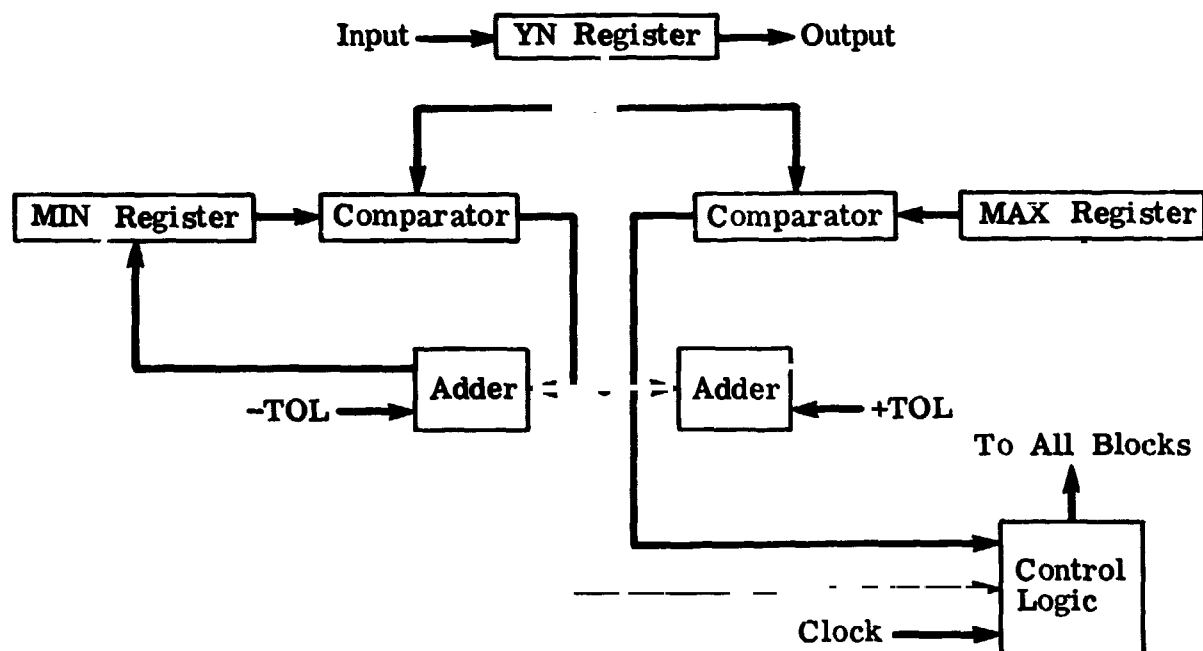 Input
YN Register
Output
MIN Register
Comparator
Comparator
MAX Register
Adder
Adder
-TOL
+TOL
To All Blocks
Control
Logic
Clock